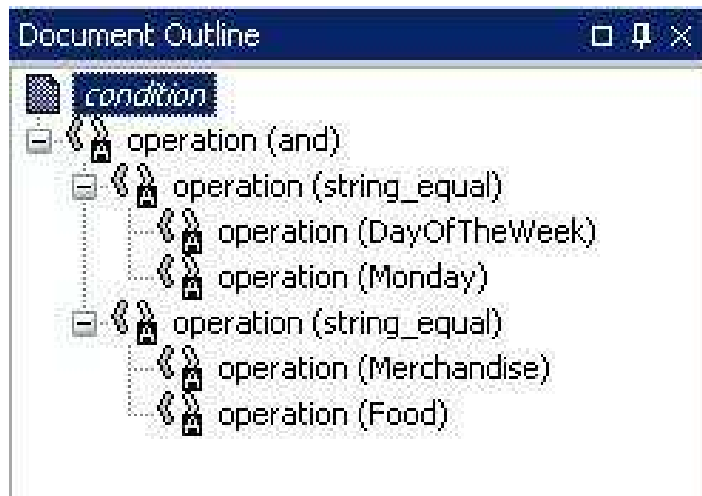 Document Outline
condition
operation (and)
operation (string_equal)
operation (DayOfTheWeek)
operation (Monday)
operation (string_equal)
operation (Merchandise)
operation (Food)